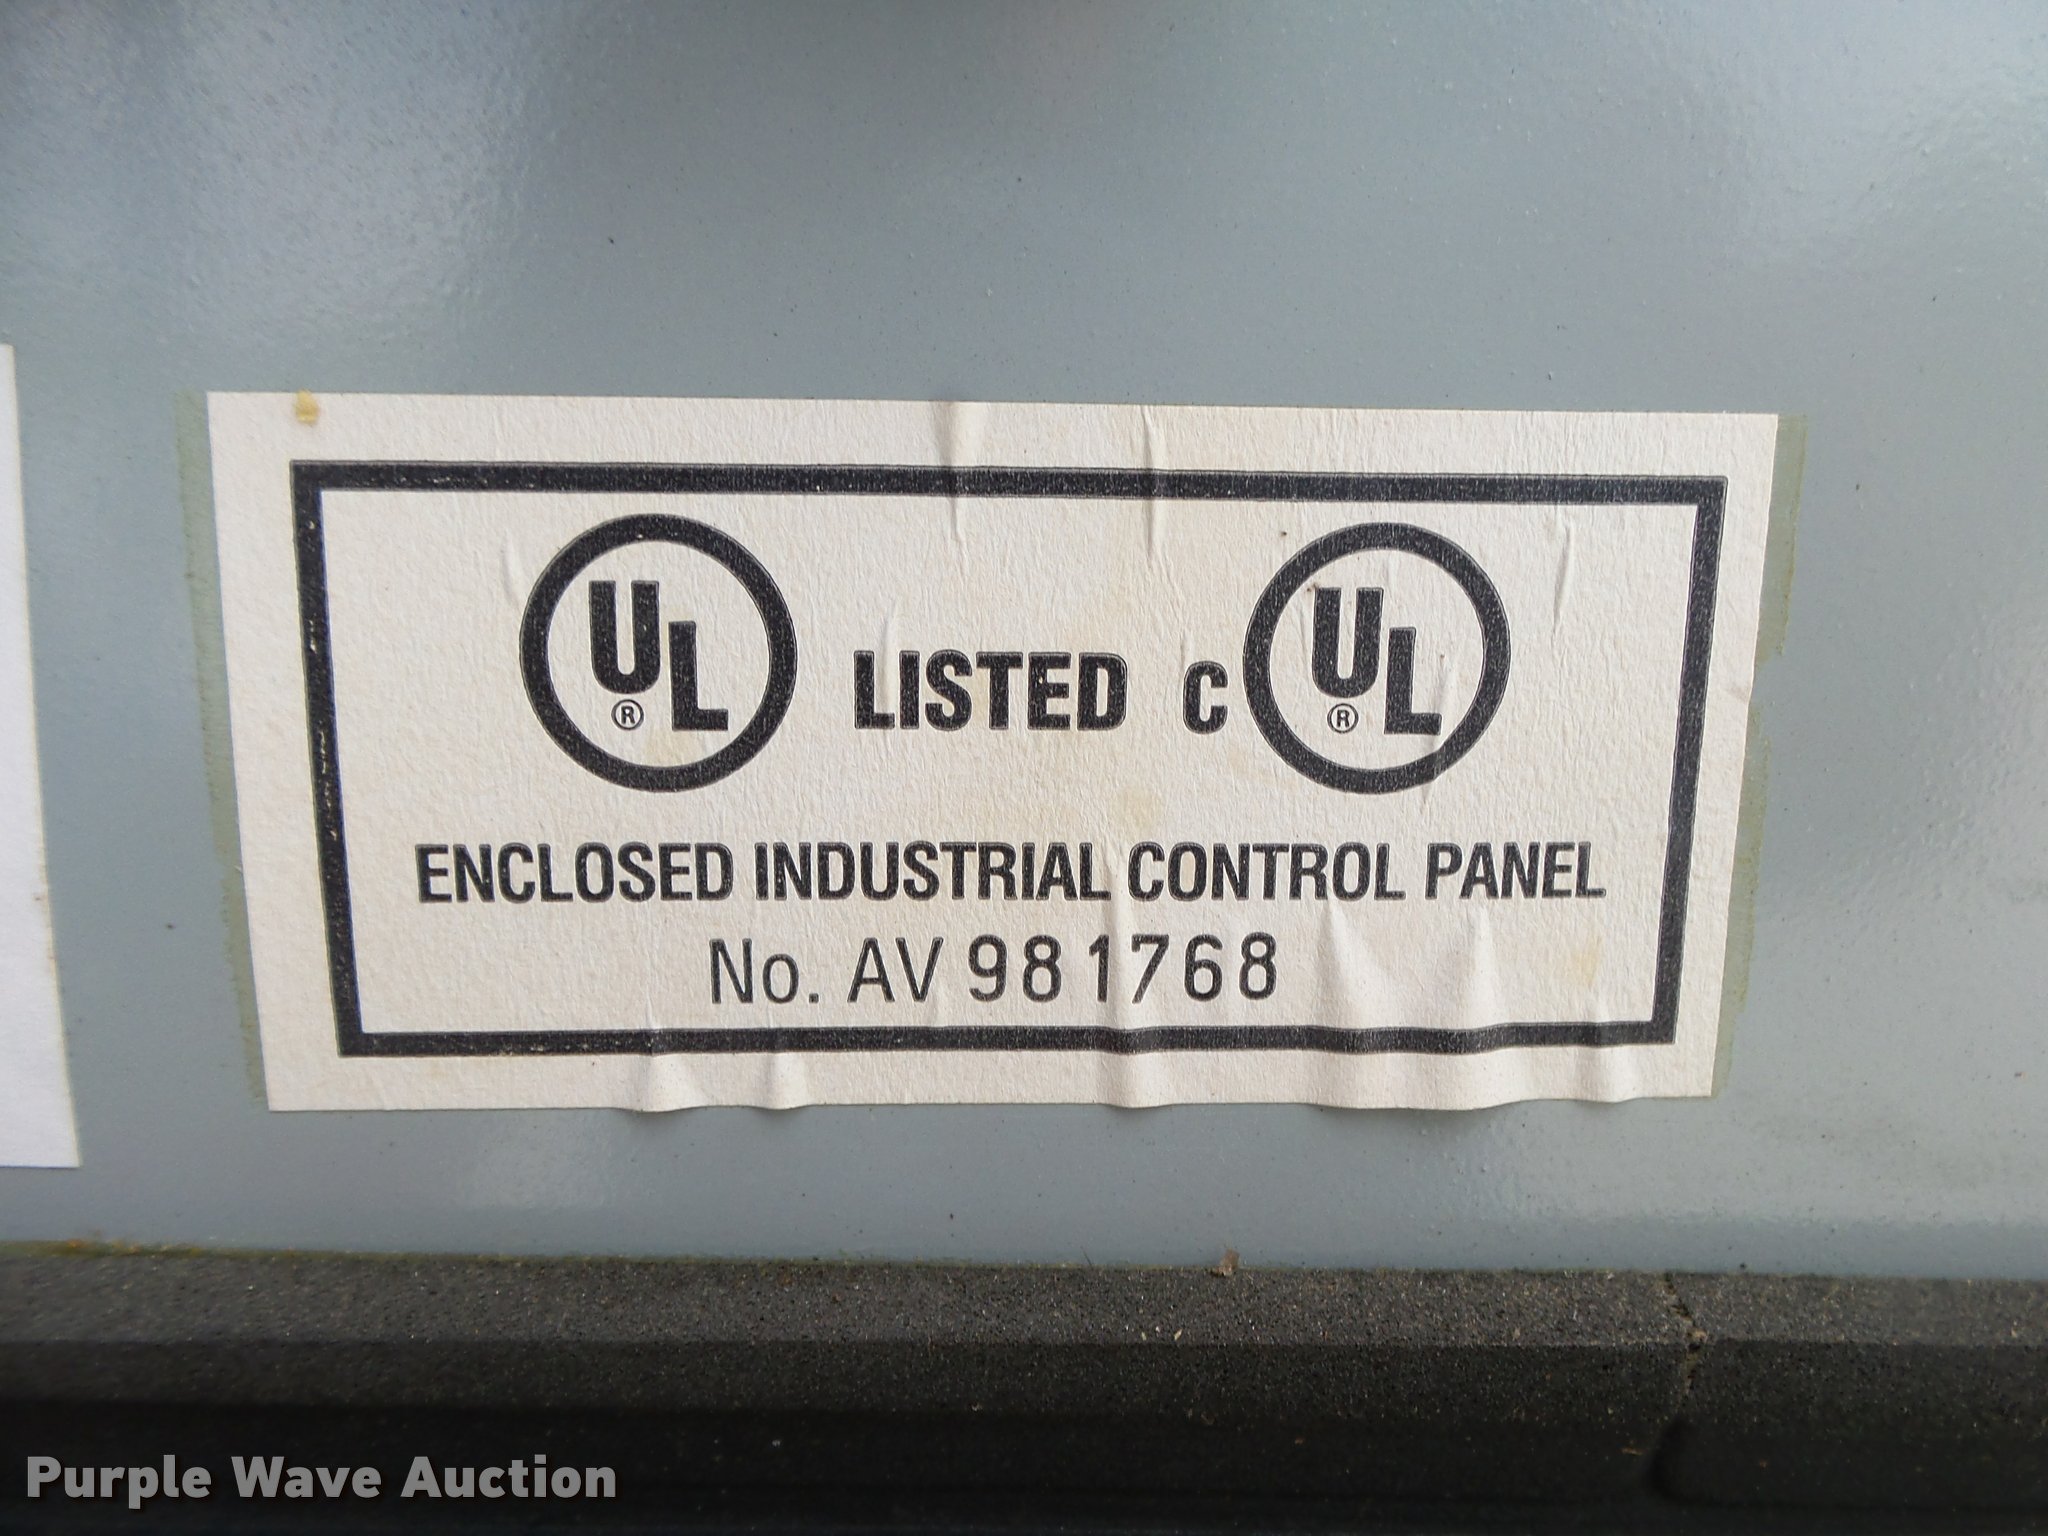 UL® LISTED C UL®
ENCLOSED INDUSTRIAL CONTROL PANEL
No. AV 981768
Purple Wave Auction